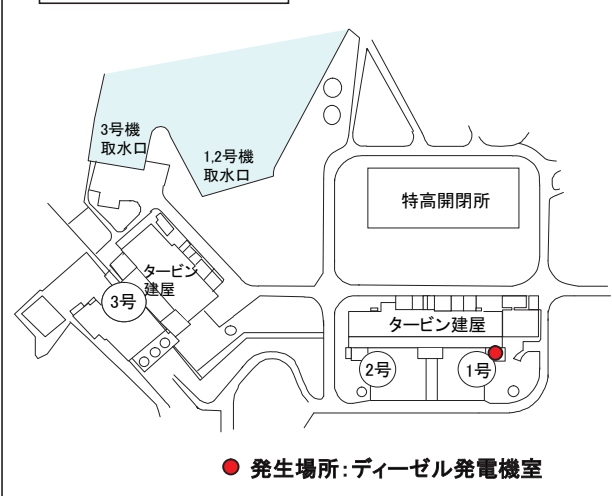 3号機
取水口
1,2号機
取水口
特高開閉所
タービン
建屋
3号
タービン建屋
2号
1号
発生場所:ディーゼル発電機室